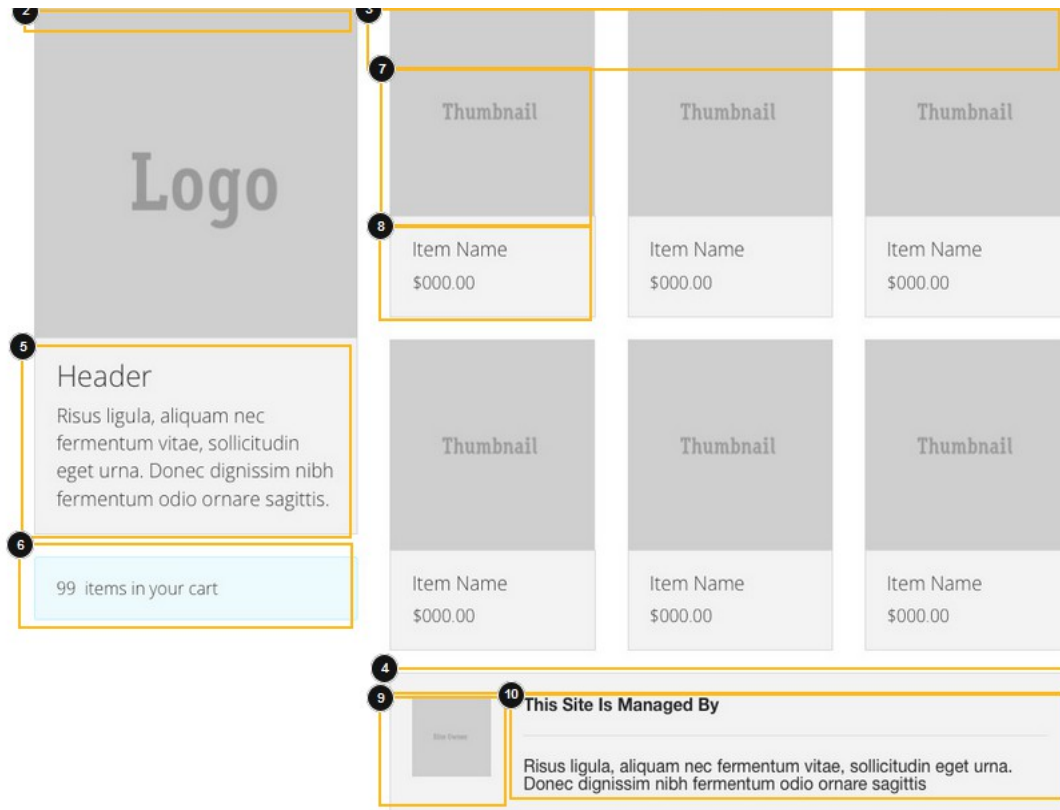 2
3
Logo
5
Header
Risus ligula, aliquam nec
fermentum vitae, sollicitudin
eget urna. Donec dignissim nibh
fermentum odio ornare sagittis.
6
99 items in your cart
7
Thumbnail
Thumbnail
Thumbnail
8
Item Name
$000.00
Item Name
$000.00
Item Name
$000.00
Thumbnail
Thumbnail
Thumbnail
Item Name
$000.00
Item Name
$000.00
Item Name
$000.00
4
9
Site Owner
10
This Site Is Managed By
Risus ligula, aliquam nec fermentum vitae, sollicitudin eget urna.
Donec dignissim nibh fermentum odio ornare sagittis